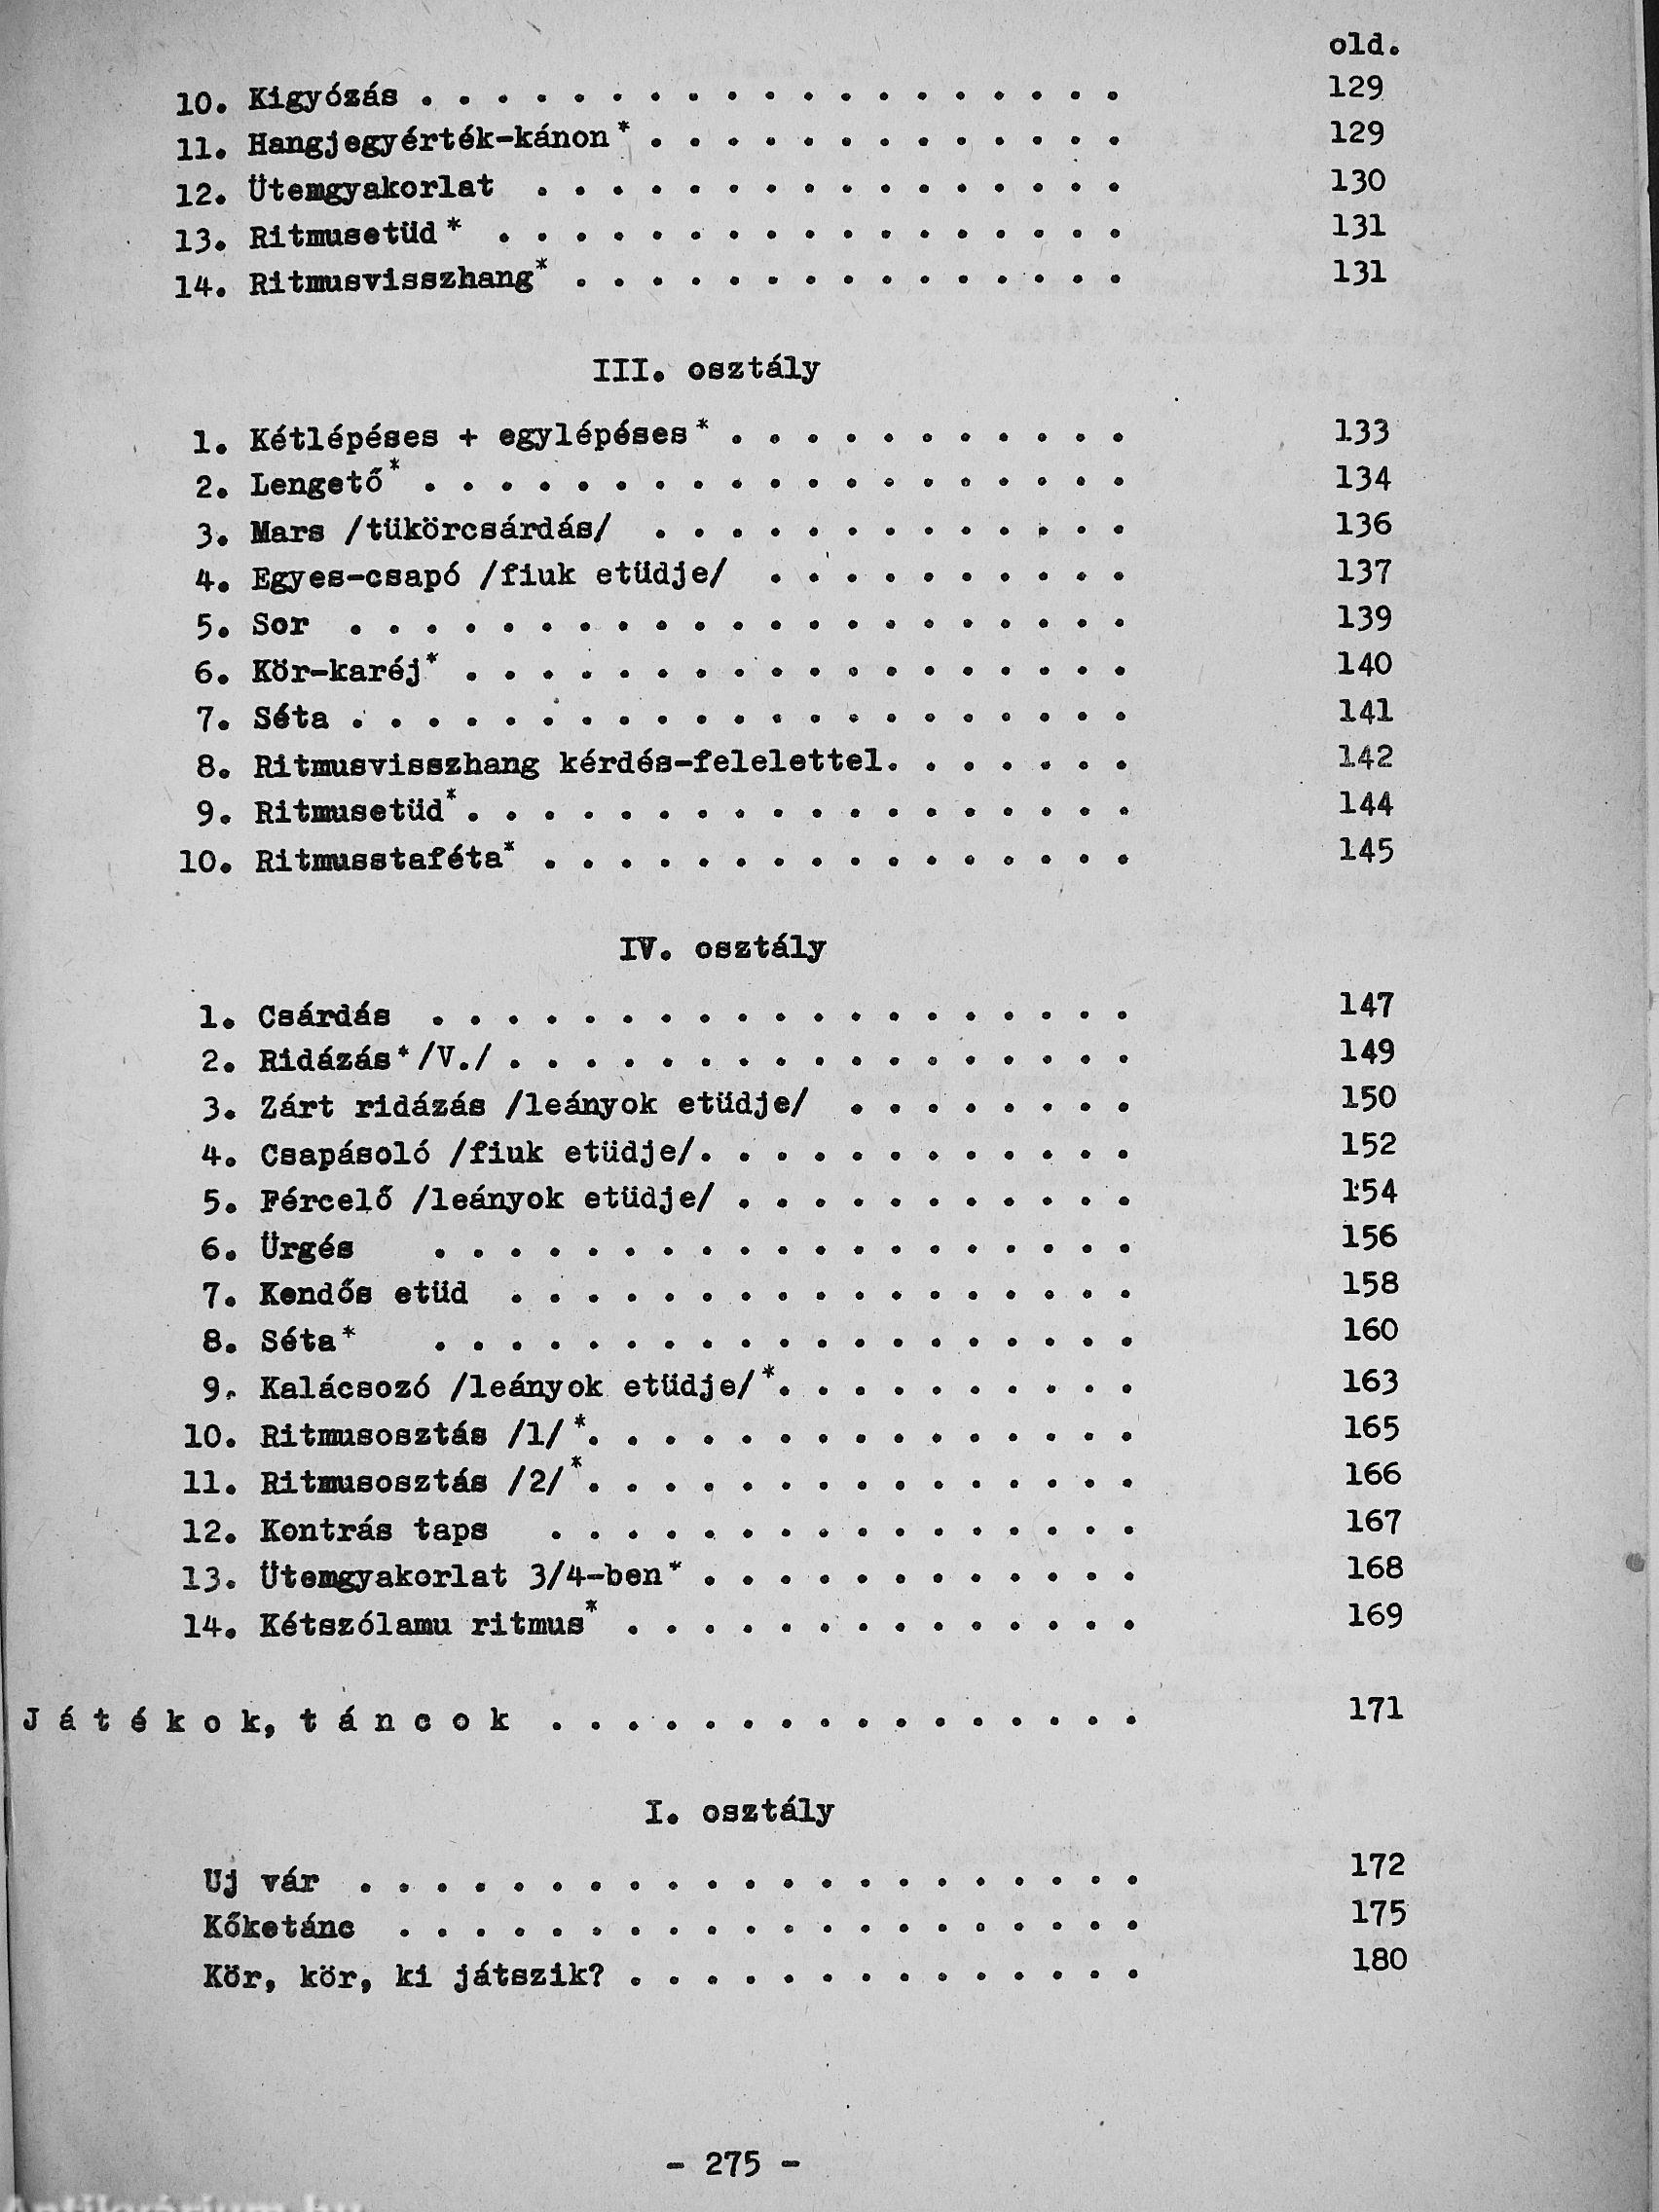 old.
10. Kigyózás . . . . . . . . . . . . . . . . . . . 129
11. Hangjegyérték-kánon* . . . . . . . . . . . . . 129
12. Ütemgyakorlat . . . . . . . . . . . . . . . . 130
13. Ritmusetüd* . . . . . . . . . . . . . . . . . 131
14. Ritmusvisszhang* . . . . . . . . . . . . . . . 131
III. osztály
1. Kétlépéses + egylépéses* . . . . . . . . . . . 133
2. Lengető* . . . . . . . . . . . . . . . . . . . 134
3. Mars /tükörcsárdás/ . . . . . . . . . . . . . 136
4. Egyes-csapó /fiuk etüdje/ . . . . . . . . . . 137
5. Sor . . . . . . . . . . . . . . . . . . . . . 139
6. Kör-karéj* . . . . . . . . . . . . . . . . . . 140
7. Séta . . . . . . . . . . . . . . . . . . . . . 141
8. Ritmusvisszhang kérdés-felelettel. . . . . . . 142
9. Ritmusetüd* . . . . . . . . . . . . . . . . . . 144
10. Ritmusstaféta* . . . . . . . . . . . . . . . . 145
IV. osztály
1. Csárdás . . . . . . . . . . . . . . . . . . . 147
2. Ridázás* /V./ . . . . . . . . . . . . . . . . . 149
3. Zárt ridázás /leányok etüdje/ . . . . . . . . 150
4. Csapásoló /fiuk etüdje/. . . . . . . . . . . . 152
5. Fércelő /leányok etüdje/ . . . . . . . . . . . 154
6. Ürgés . . . . . . . . . . . . . . . . . . . 156
7. Kendős etüd . . . . . . . . . . . . . . . . . 158
8. Séta* . . . . . . . . . . . . . . . . . . . 160
9. Kalácsozó /leányok etüdje/*. . . . . . . . . . 163
10. Ritmusosztás /1/*. . . . . . . . . . . . . . . 165
11. Ritmusosztás /2/*. . . . . . . . . . . . . . . 166
12. Kontrás taps . . . . . . . . . . . . . . . . 167
13. Ütemgyakorlat 3/4-ben* . . . . . . . . . . . . 168
14. Kétszólamu ritmus* . . . . . . . . . . . . . . 169
J á t é k o k, t á n c o k . . . . . . . . . . . . . . . . 171
I. osztály
Uj vár . . . . . . . . . . . . . . . . . . . . . 172
Kőketánc . . . . . . . . . . . . . . . . . . . . 175
Kör, kör, ki játszik? . . . . . . . . . . . . . . 180
- 275 -